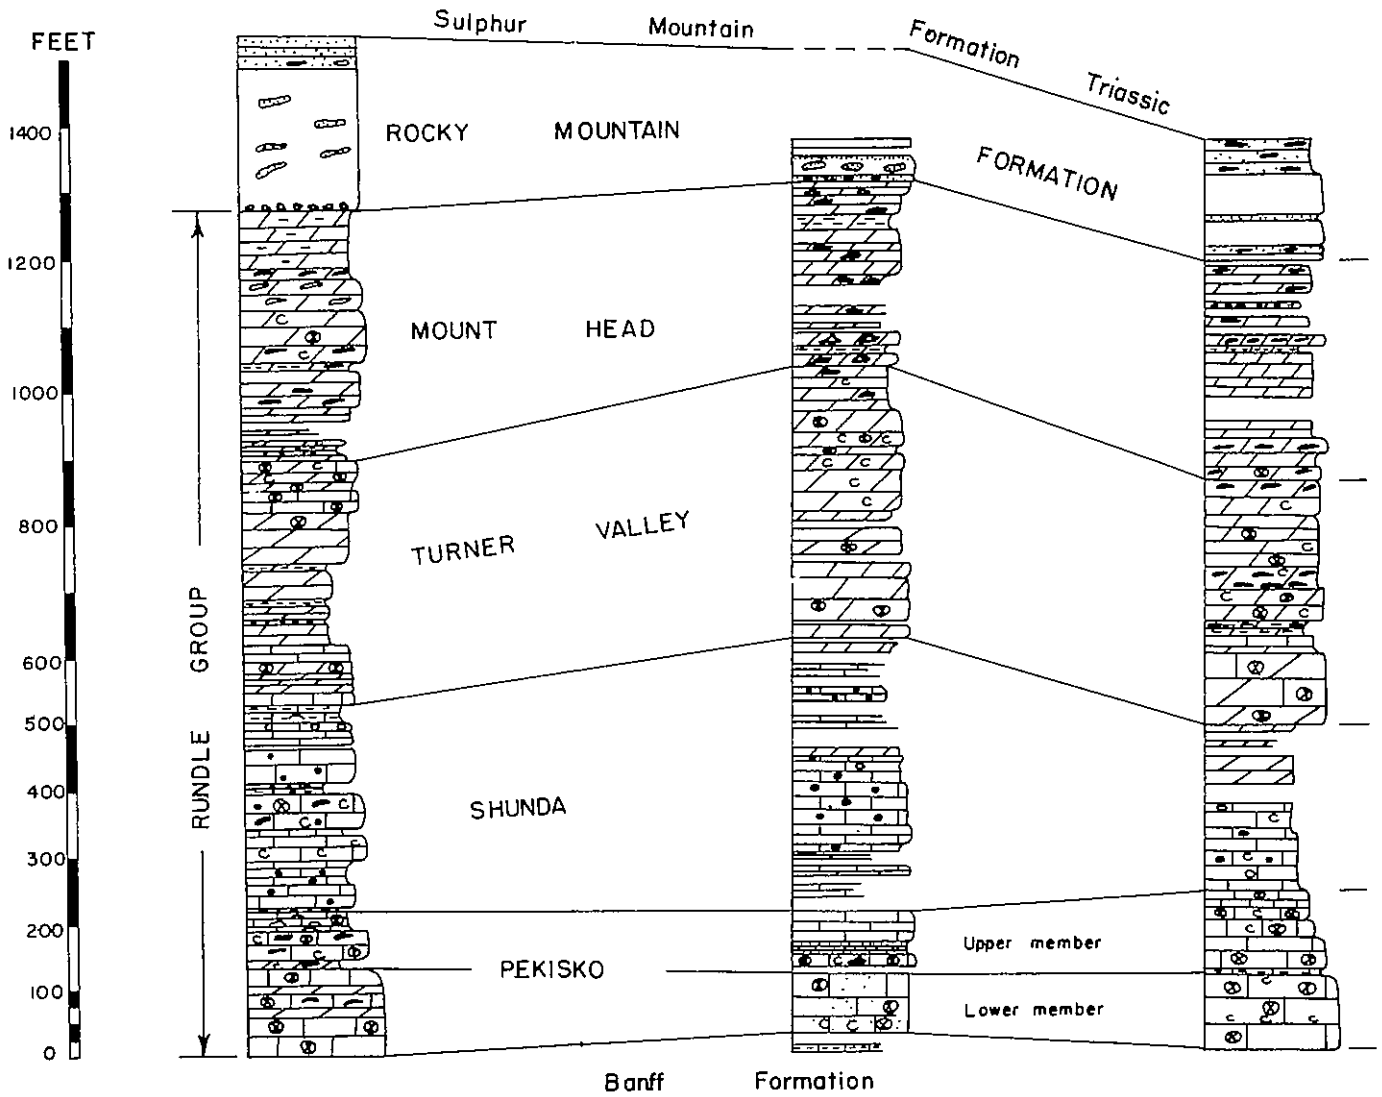 Sulphur Mountain Formation Triassic
FEET
1400
1200
1000
800
600
500
400
300
200
100
0
ROCKY MOUNTAIN FORMATION
MOUNT HEAD
TURNER VALLEY
RUNDLE GROUP
SHUNDA
PEKISKO
Upper member
Lower member
Banff Formation